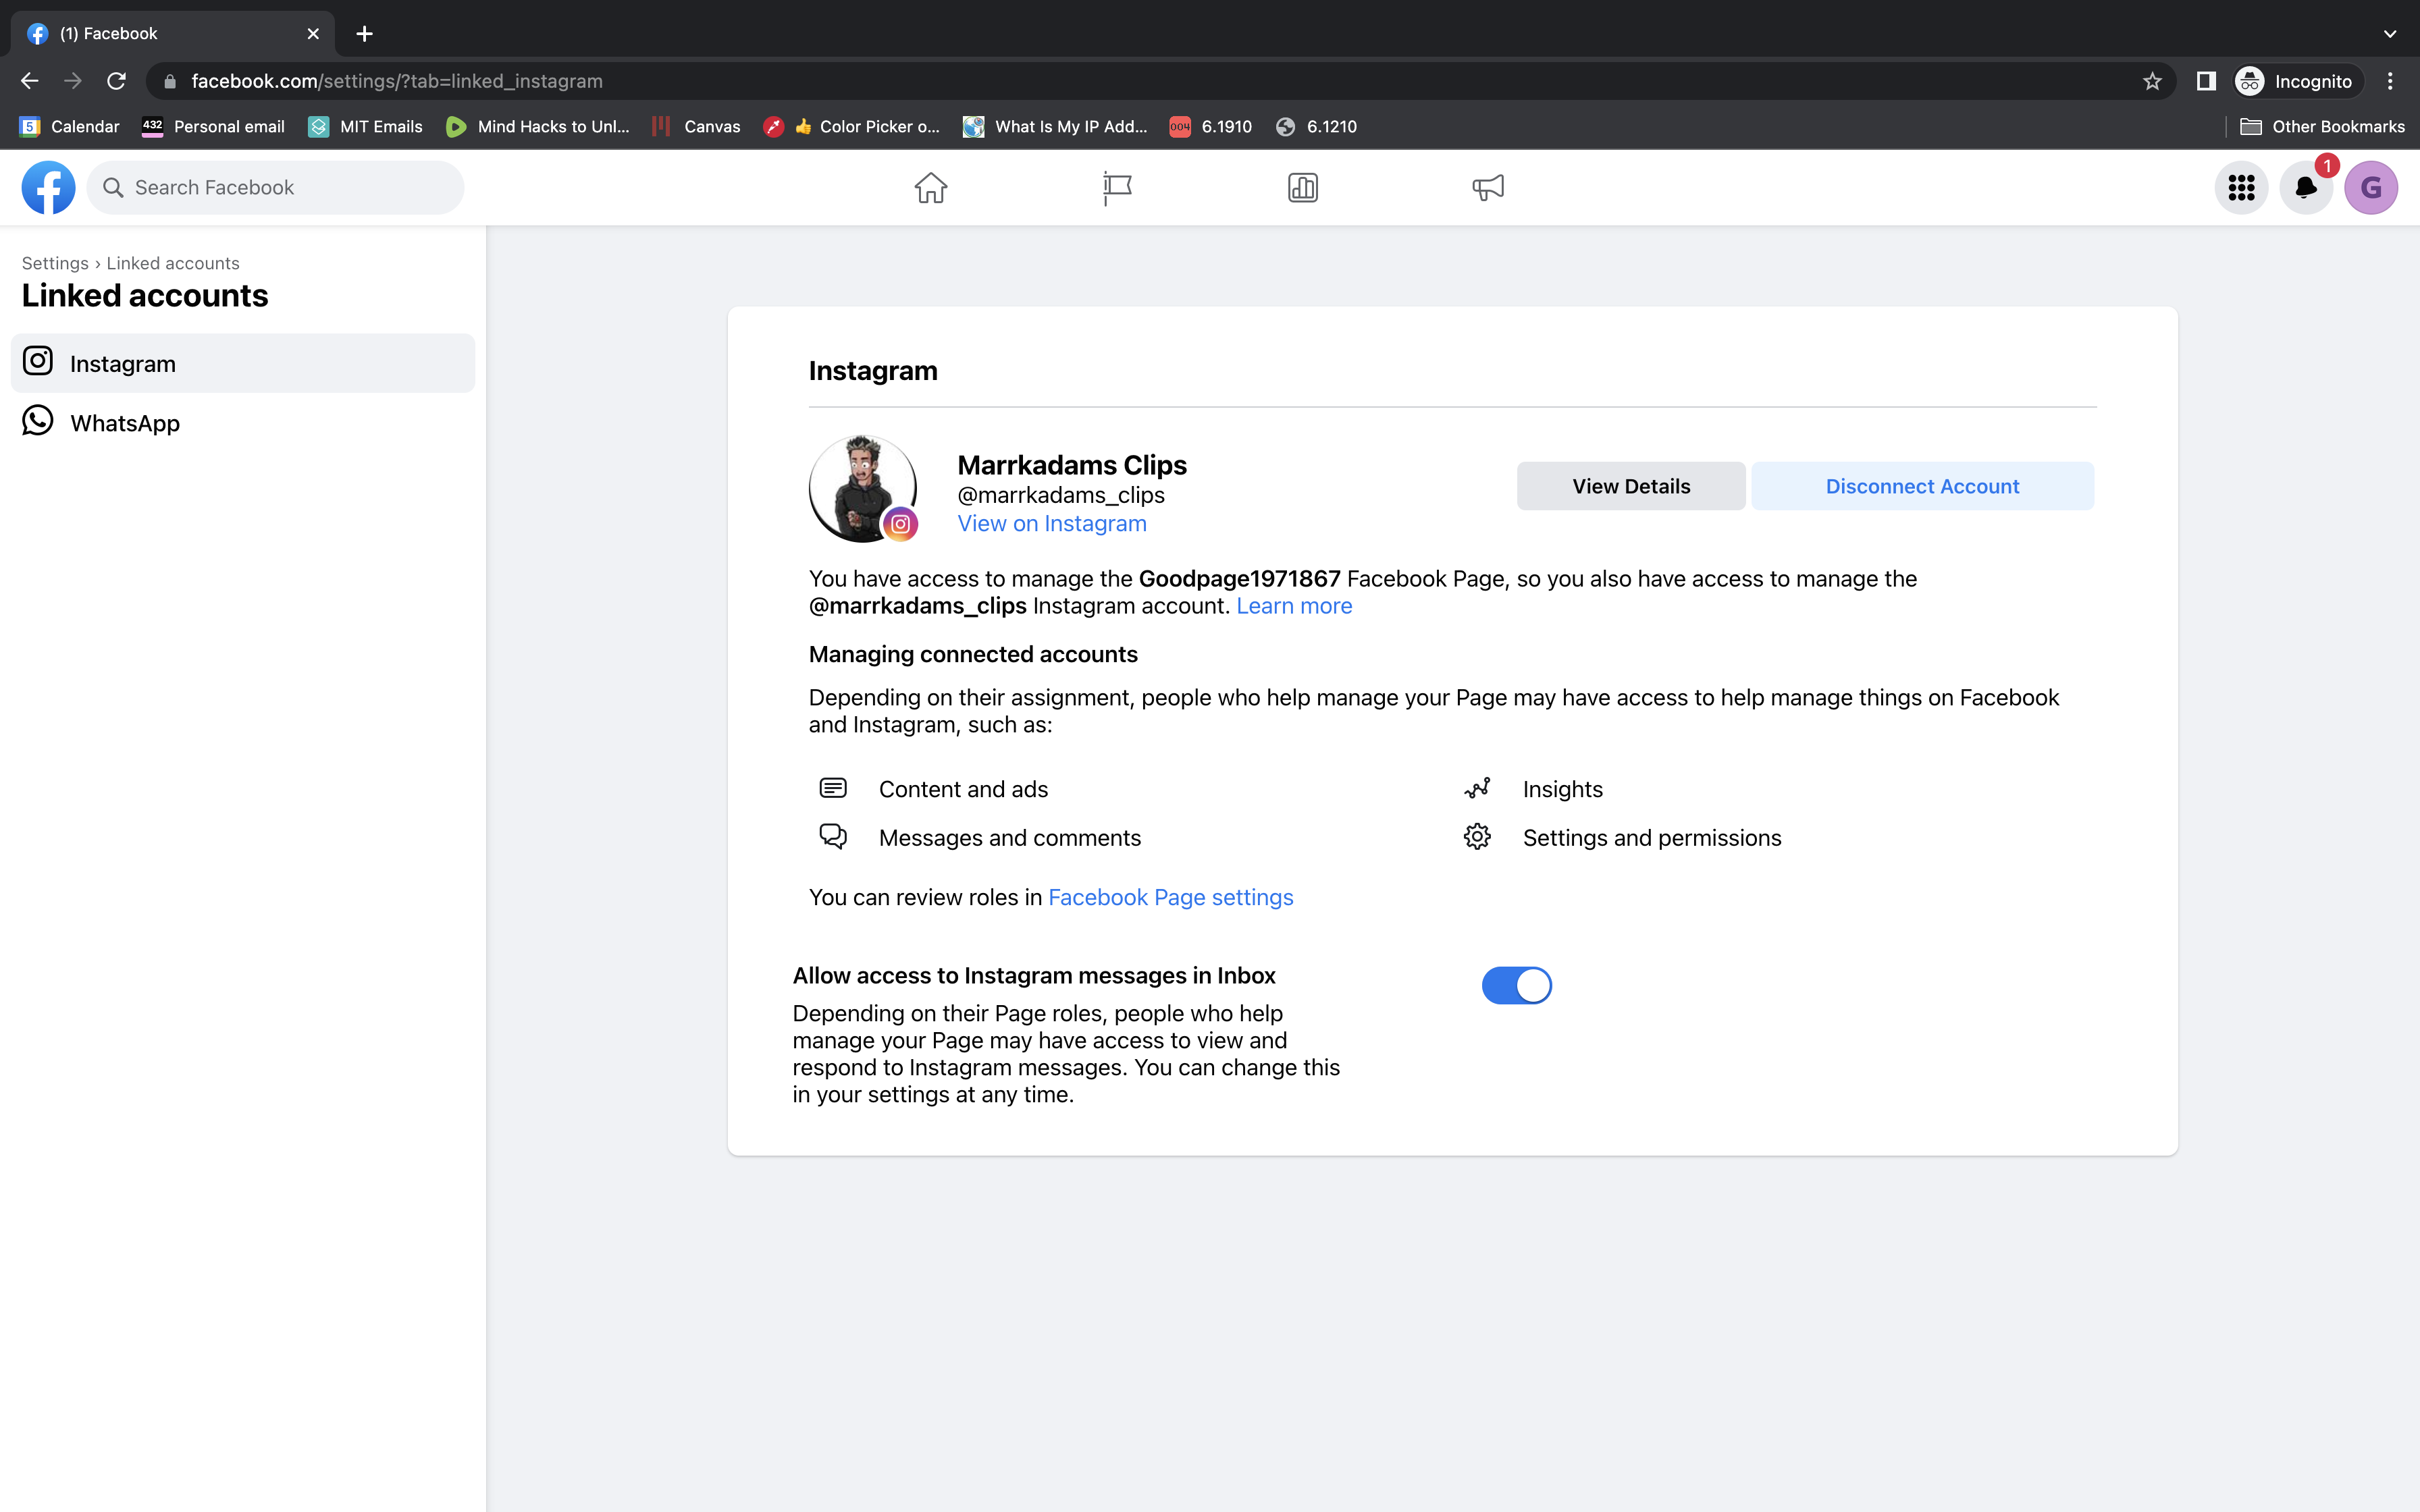 (1) Facebook
facebook.com/settings/?tab=linked_instagram
Incognito
5 Calendar
432 Personal email
MIT Emails
Mind Hacks to Unl...
Canvas
👍 Color Picker o...
What Is My IP Add...
004 6.1910
6.1210
Other Bookmarks
Search Facebook
1
G
Settings › Linked accounts
Linked accounts
Instagram
WhatsApp
Instagram
Marrkadams Clips
@marrkadams_clips
View on Instagram
View Details
Disconnect Account
You have access to manage the Goodpage1971867 Facebook Page, so you also have access to manage the
@marrkadams_clips Instagram account. Learn more
Managing connected accounts
Depending on their assignment, people who help manage your Page may have access to help manage things on Facebook
and Instagram, such as:
Content and ads
Insights
Messages and comments
Settings and permissions
You can review roles in Facebook Page settings
Allow access to Instagram messages in Inbox
Depending on their Page roles, people who help
manage your Page may have access to view and
respond to Instagram messages. You can change this
in your settings at any time.